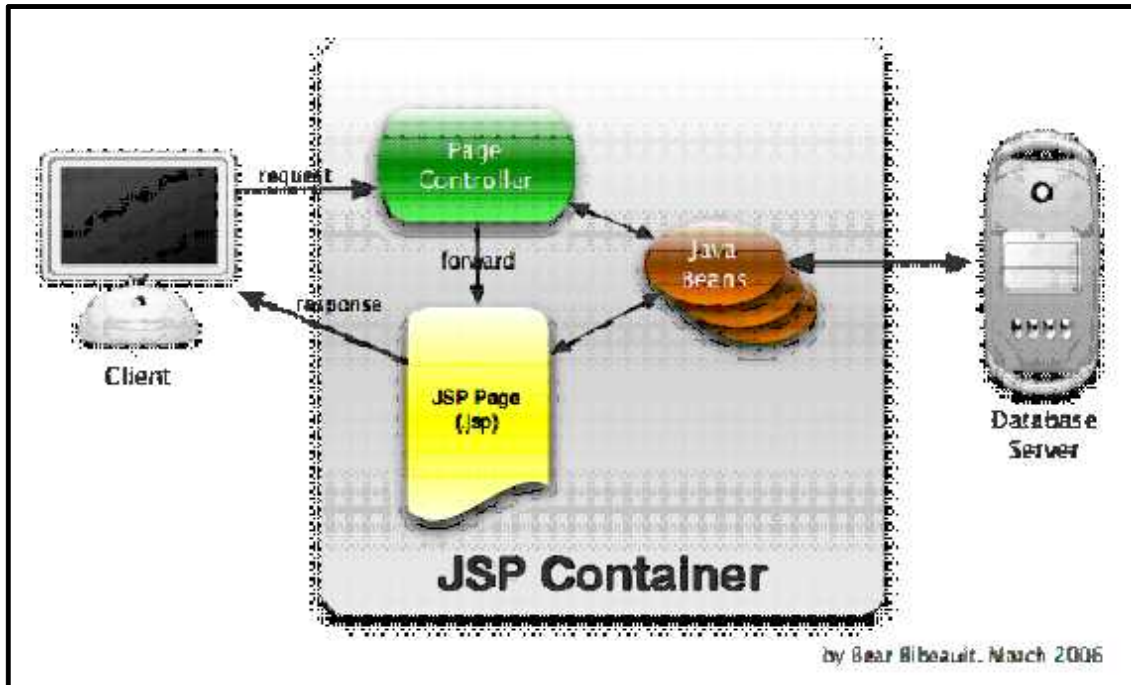 Page
Controller
request
forward
Java
Beans
response
Client
JSP Page
(.jsp)
Database
Server
JSP Container
by Bear Bibeault, March 2006